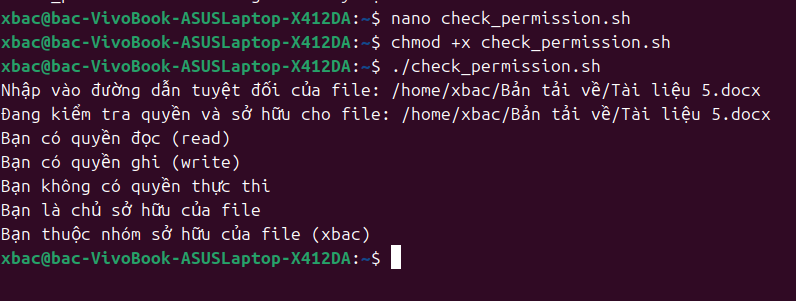 xbac@bac-VivoBook-ASUSLaptop-X412DA:~$ nano check_permission.sh
xbac@bac-VivoBook-ASUSLaptop-X412DA:~$ chmod +x check_permission.sh
xbac@bac-VivoBook-ASUSLaptop-X412DA:~$ ./check_permission.sh
Nhập vào đường dẫn tuyệt đối của file: /home/xbac/Bản tải về/Tài liệu 5.docx
Đang kiểm tra quyền và sở hữu cho file: /home/xbac/Bản tải về/Tài liệu 5.docx
Bạn có quyền đọc (read)
Bạn có quyền ghi (write)
Bạn không có quyền thực thi
Bạn là chủ sở hữu của file
Bạn thuộc nhóm sở hữu của file (xbac)
xbac@bac-VivoBook-ASUSLaptop-X412DA:~$